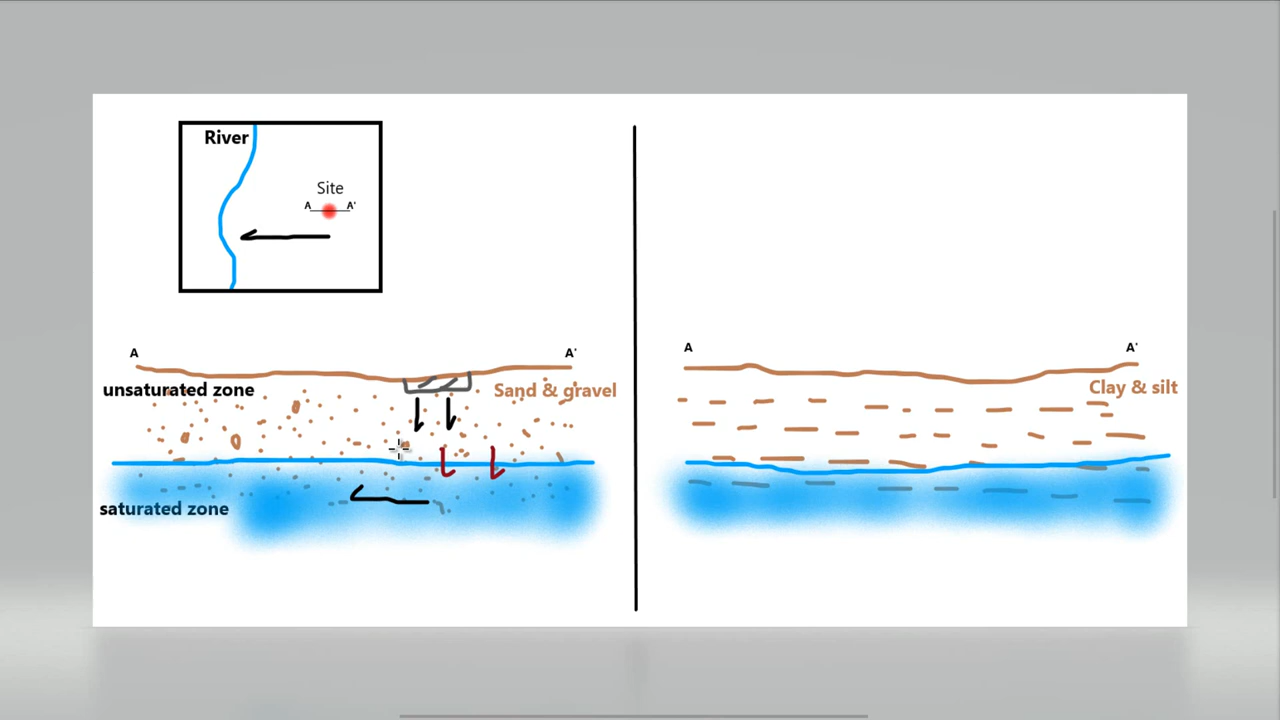 River
Site
A A'
A A'
unsaturated zone
Sand & gravel
saturated zone
A A'
Clay & silt